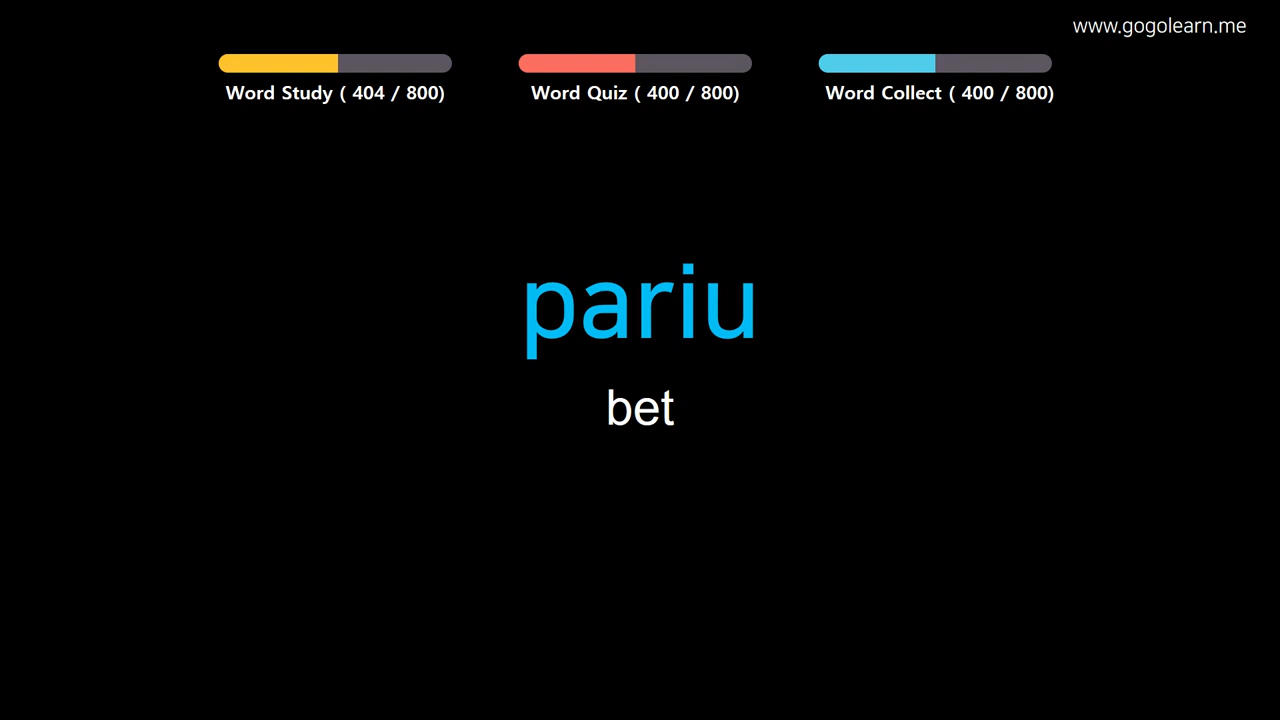 www.gogolearn.me
Word Study ( 404 / 800)
Word Quiz ( 400 / 800)
Word Collect ( 400 / 800)
pariu
bet